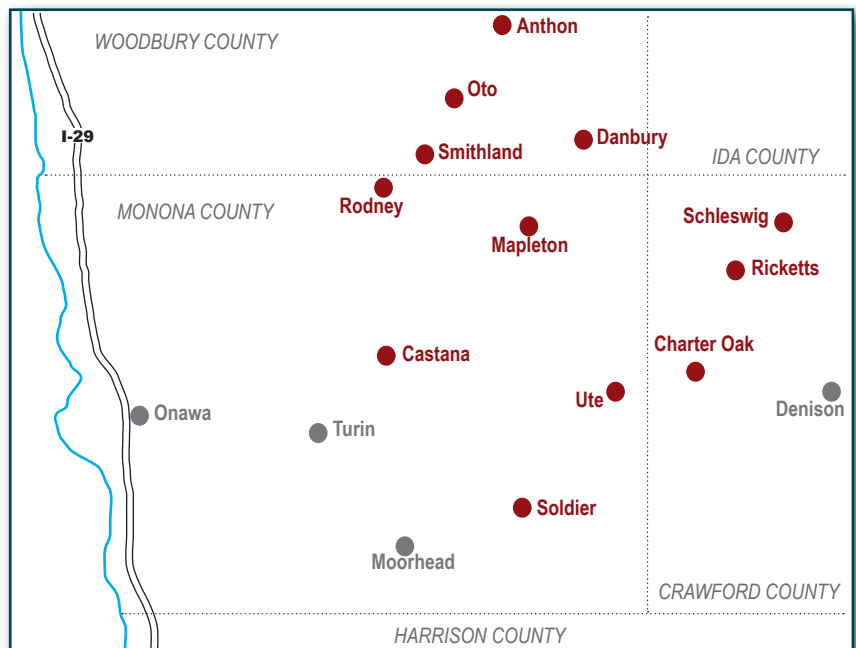 Anthon
WOODBURY COUNTY
Oto
I-29
Danbury
Smithland
IDA COUNTY
Rodney
MONONA COUNTY
Schleswig
Mapleton
Ricketts
Charter Oak
Castana
Ute
Denison
Onawa
Turin
Soldier
Moorhead
CRAWFORD COUNTY
HARRISON COUNTY